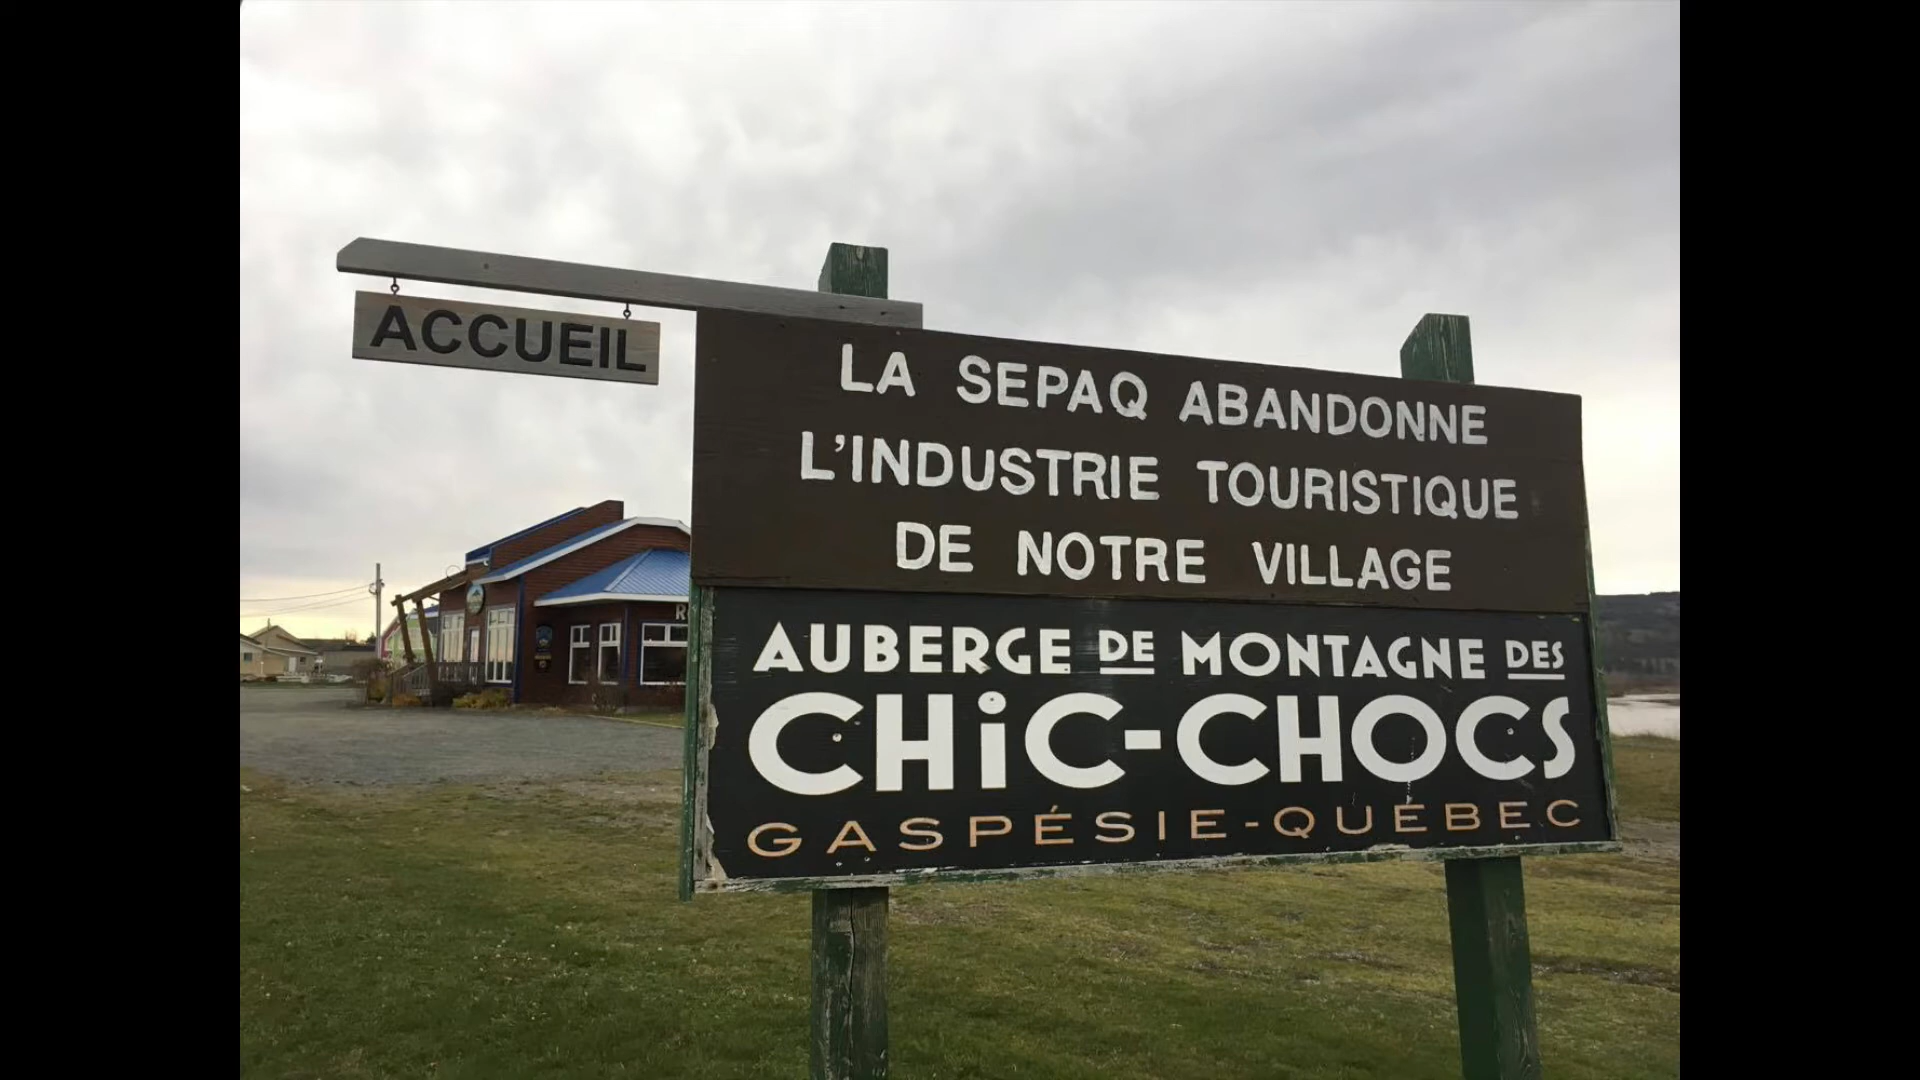 ACCUEIL
LA SEPAQ ABANDONNE
L'INDUSTRIE TOURISTIQUE
DE NOTRE VILLAGE
AUBERGE DE MONTAGNE DES
CHiC-CHOCS
GASPÉSIE-QUÉBEC